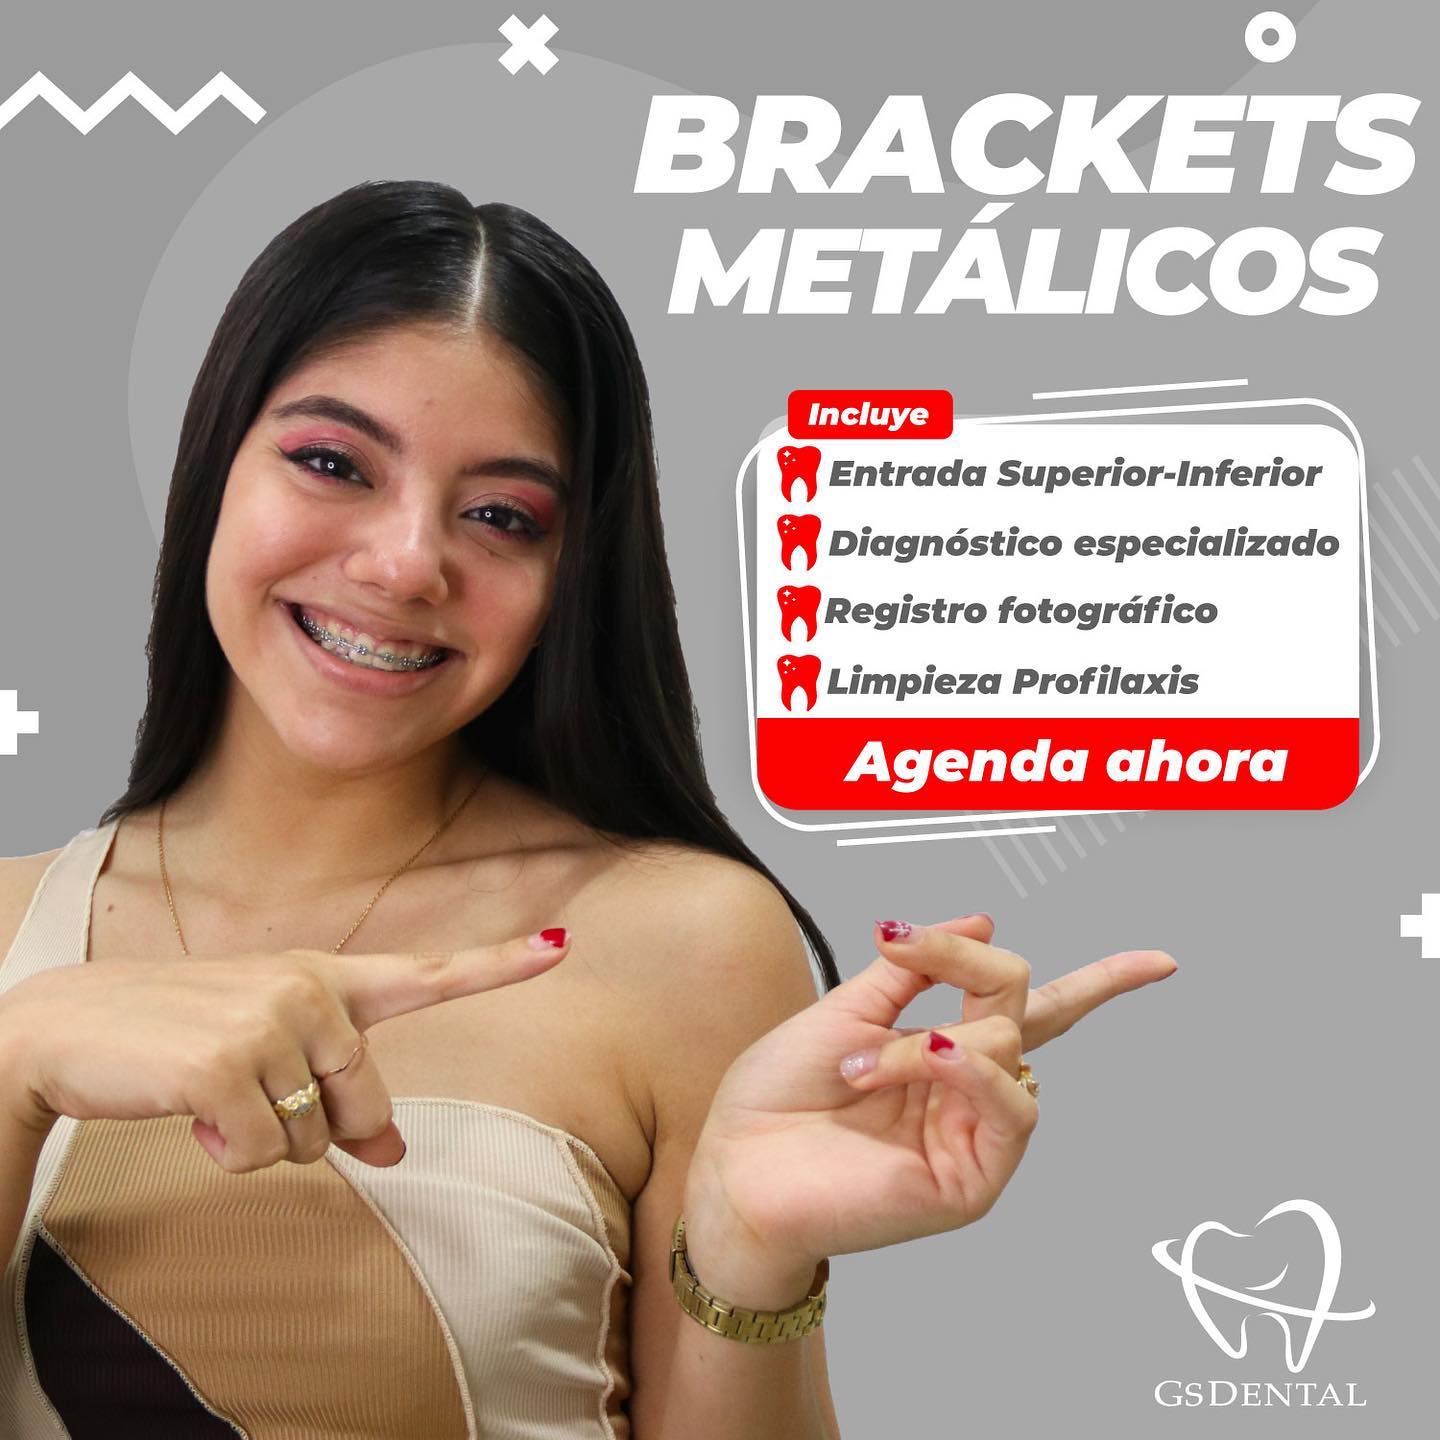 BRACKETS
METÁLICOS
Incluye
Entrada Superior-Inferior
Diagnóstico especializado
Registro fotográfico
Limpieza Profilaxis
Agenda ahora
GSDENTAL